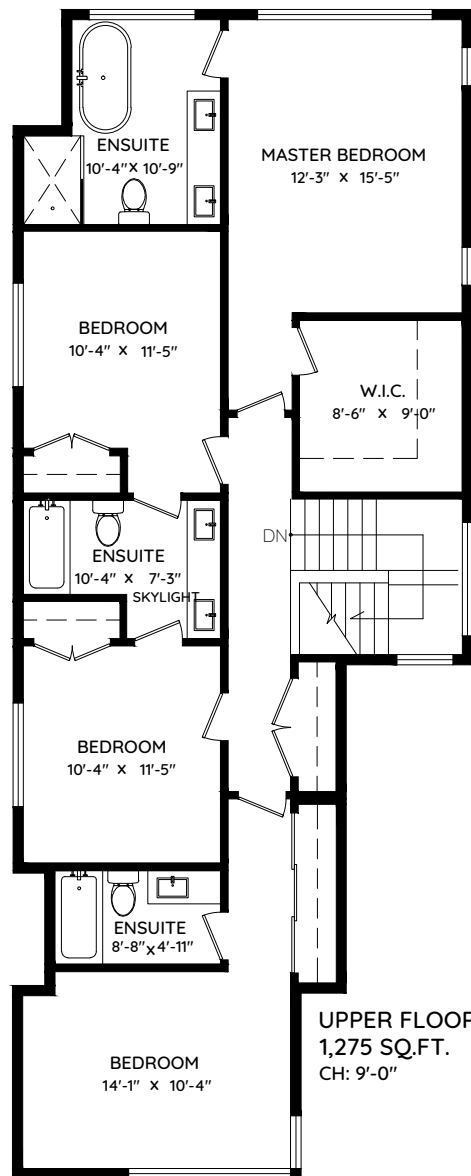 ENSUITE
10'-4" x 10'-9"
MASTER BEDROOM
12'-3" x 15'-5"
BEDROOM
10'-4" x 11'-5"
W.I.C.
8'-6" x 9'-0"
DN
ENSUITE
10'-4" x 7'-3"
SKYLIGHT
BEDROOM
10'-4" x 11'-5"
ENSUITE
8'-8" x 4'-11"
UPPER FLOOR
1,275 SQ.FT.
CH: 9'-0"
BEDROOM
14'-1" x 10'-4"